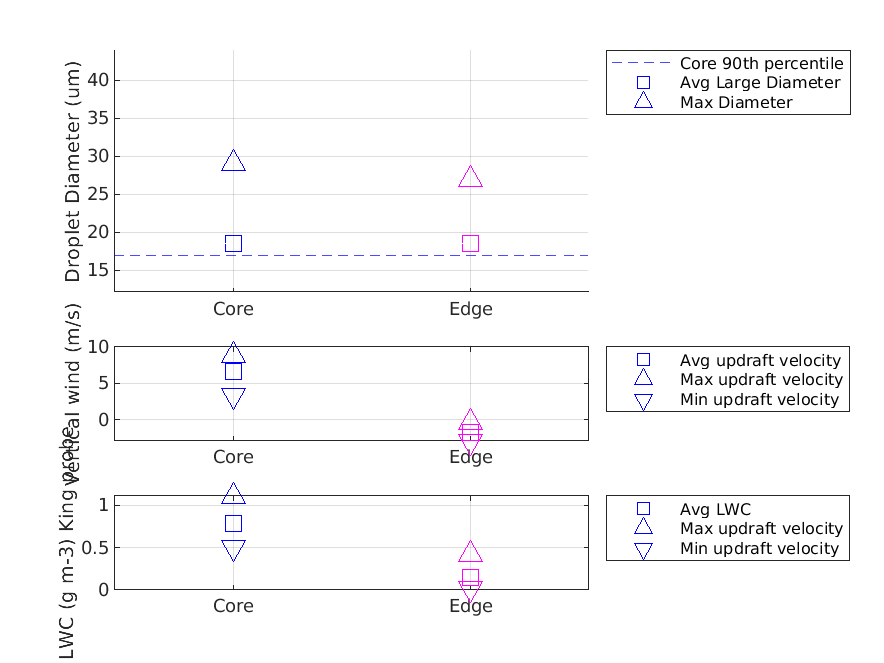 Droplet Diameter (um)
40
35
30
25
20
15
Core
Edge
Core 90th percentile
Avg Large Diameter
Max Diameter
Vertical wind (m/s)
10
5
0
Core
Edge
Avg updraft velocity
Max updraft velocity
Min updraft velocity
LWC (g m-3) King probe
1
0.5
0
Core
Edge
Avg LWC
Max updraft velocity
Min updraft velocity